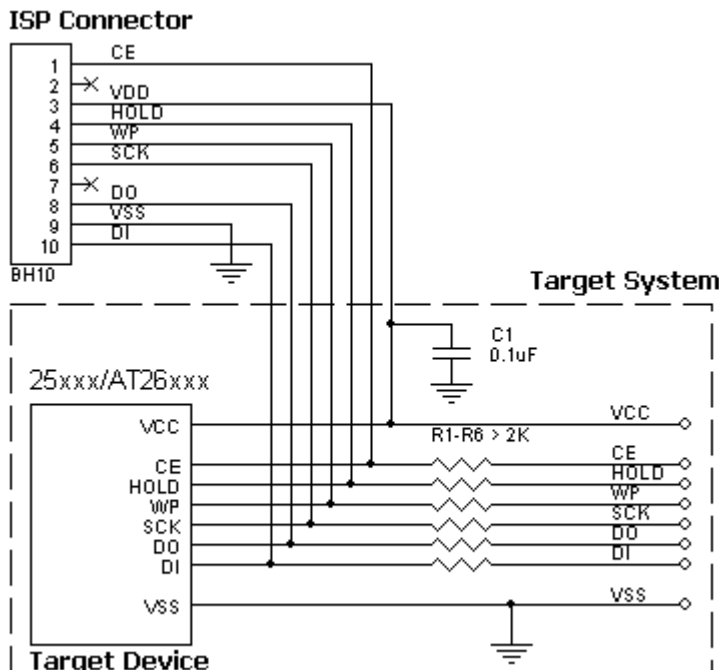 ISP Connector
1 CE
2
3 VDD
4 HOLD
5 WP
6 SCK
7
8 DO
9 VSS
10 DI
BH10
Target System
C1
0.1uF
25xxx/AT26xxx
VCC VCC
R1-R6 > 2K
CE CE
HOLD HOLD
WP WP
SCK SCK
DO DO
DI DI
VSS VSS
Target Device